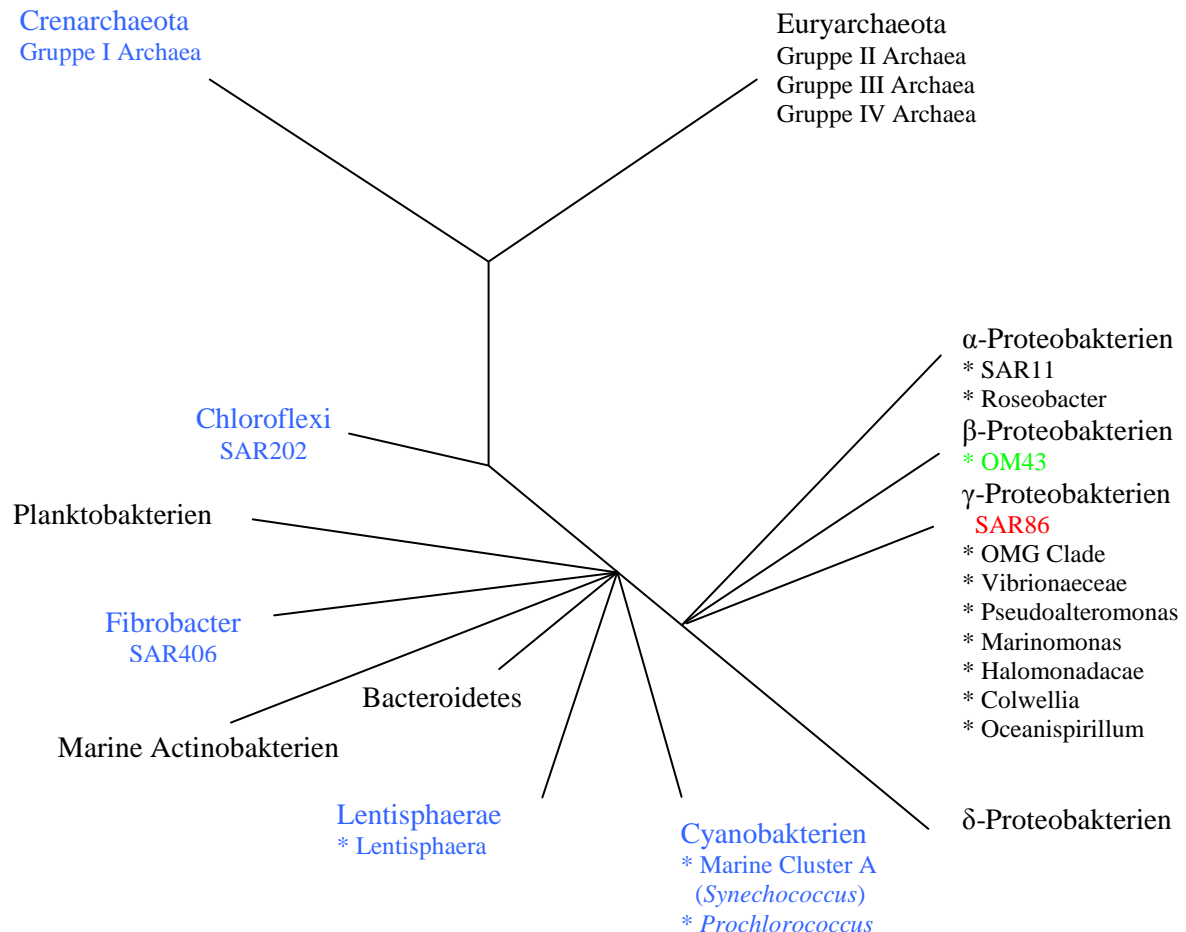 Crenarchaeota
Gruppe I Archaea
Euryarchaeota
Gruppe II Archaea
Gruppe III Archaea
Gruppe IV Archaea
α-Proteobakterien
* SAR11
* Roseobacter
β-Proteobakterien
* OM43
γ-Proteobakterien
SAR86
* OMG Clade
* Vibrionaeceae
* Pseudoalteromonas
* Marinomonas
* Halomonadacae
* Colwellia
* Oceanispirillum
δ-Proteobakterien
Chloroflexi
SAR202
Planktobakterien
Fibrobacter
SAR406
Marine Actinobakterien
Bacteroidetes
Lentisphaerae
* Lentisphaera
Cyanobakterien
* Marine Cluster A
(Synechococcus)
* Prochlorococcus